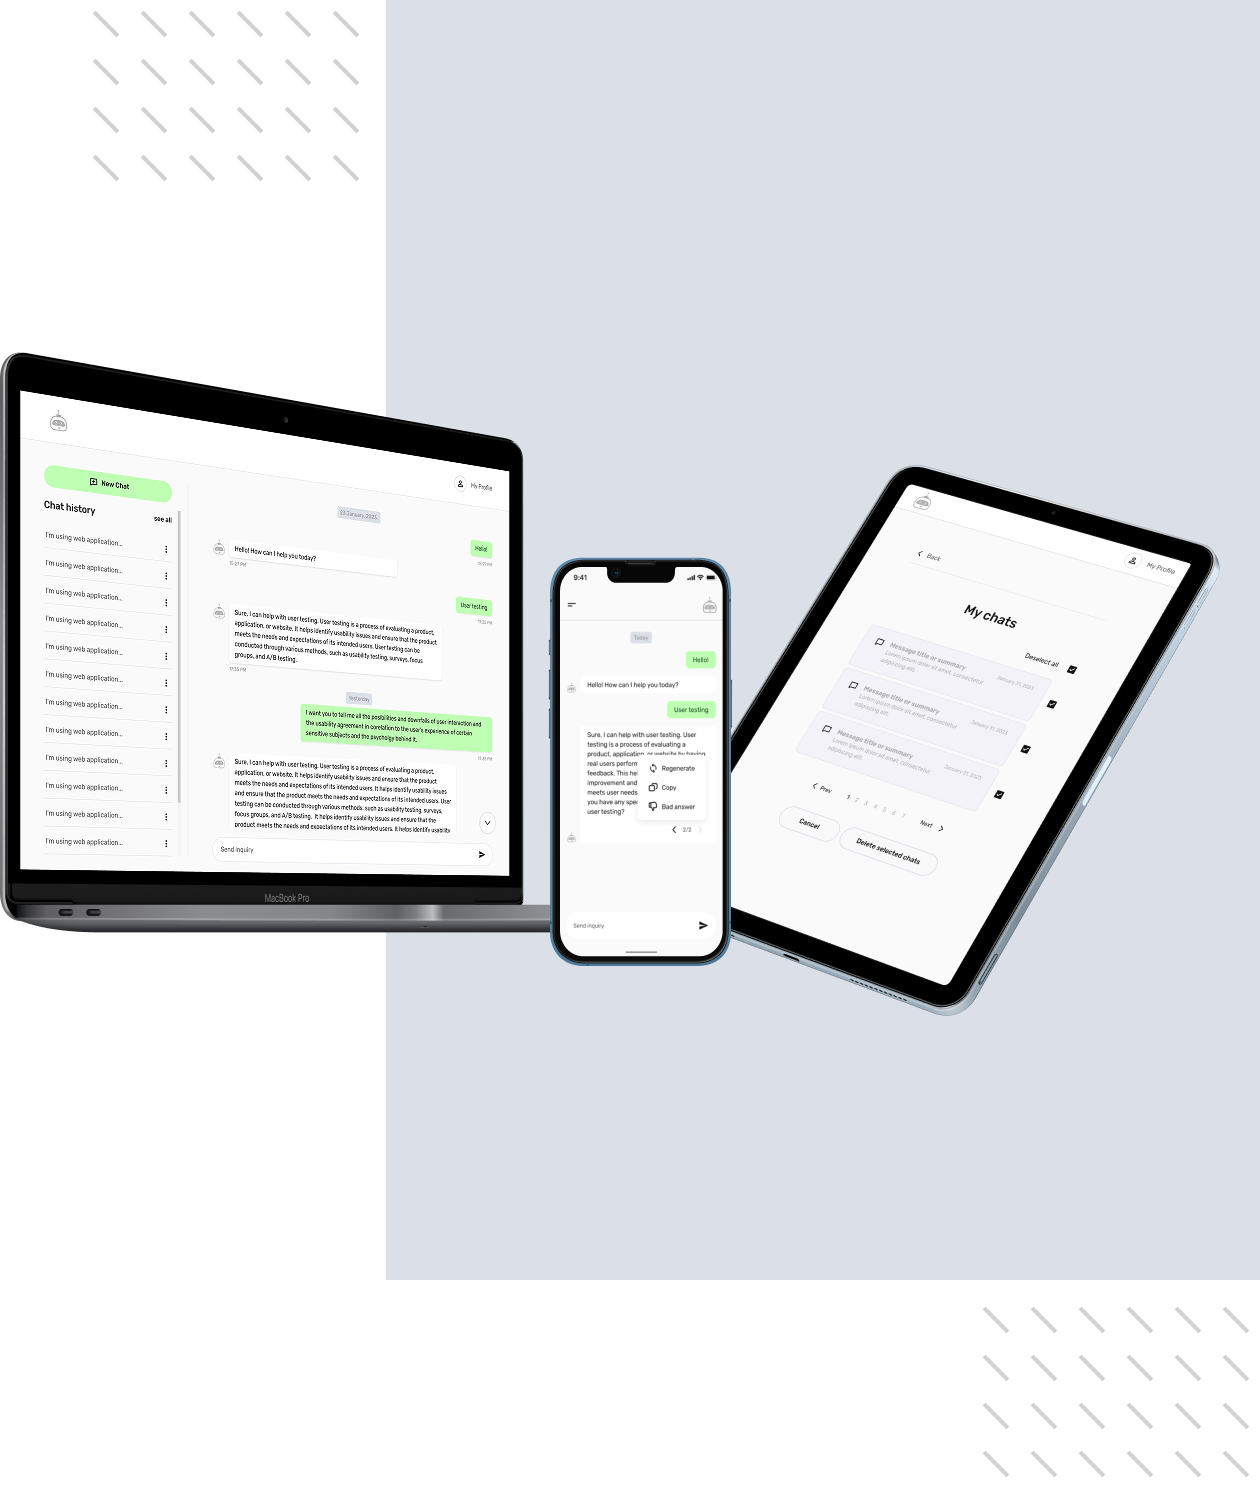 New Chat
Chat history
see all
I'm using web application...
I'm using web application...
I'm using web application...
I'm using web application...
I'm using web application...
I'm using web application...
I'm using web application...
I'm using web application...
I'm using web application...
I'm using web application...
I'm using web application...
I'm using web application...
My Profile
23 January, 2023
Hello!
15:27 PM
Hello! How can I help you today?
15:27 PM
User testing
17:35 PM
Sure, I can help with user testing. User testing is a process of evaluating a product,
application, or website. It helps identify usability issues and ensure that the product
meets the needs and expectations of its intended users. User testing can be
conducted through various methods, such as usability testing, surveys, focus
groups, and A/B testing.
17:35 PM
Yesterday
I want you to tell me all the posibilities and downfalls of user interaction and
the usability agreement in corelation to the user's experience of certain
sensitive subjects and the psycholgy behind it.
Sure, I can help with user testing. User testing is a process of evaluating a product,
application, or website. It helps identify usability issues and ensure that the product
meets the needs and expectations of its intended users. It helps identify usability issues
and ensure that the product meets the needs and expectations of its intended users. User
testing can be conducted through various methods, such as usability testing, surveys,
focus groups, and A/B testing. It helps identify usability issues and ensure that the
product meets the needs and expectations of its intended users. It helps identify usability
Send inquiry
MacBook Pro
9:41
Today
Hello!
Hello! How can I help you today?
User testing
Sure, I can help with user testing. User
testing is a process of evaluating a
product, application, or website by having
real users perform
feedback. This hel
improvement and
meets user needs
you have any spe
user testing?
Regenerate
Copy
Bad answer
2/2
Send inquiry
My Profile
Back
My chats
Deselect all
Message title or summary
January 31, 2023
Lorem ipsum dolor sit amet, consectetur
adipiscing elit.
Message title or summary
January 31, 2023
Lorem ipsum dolor sit amet, consectetur
adipiscing elit.
Message title or summary
January 31, 2023
Lorem ipsum dolor sit amet, consectetur
adipiscing elit.
Prev 1 2 3 4 5 6 7 Next
Cancel
Delete selected chats